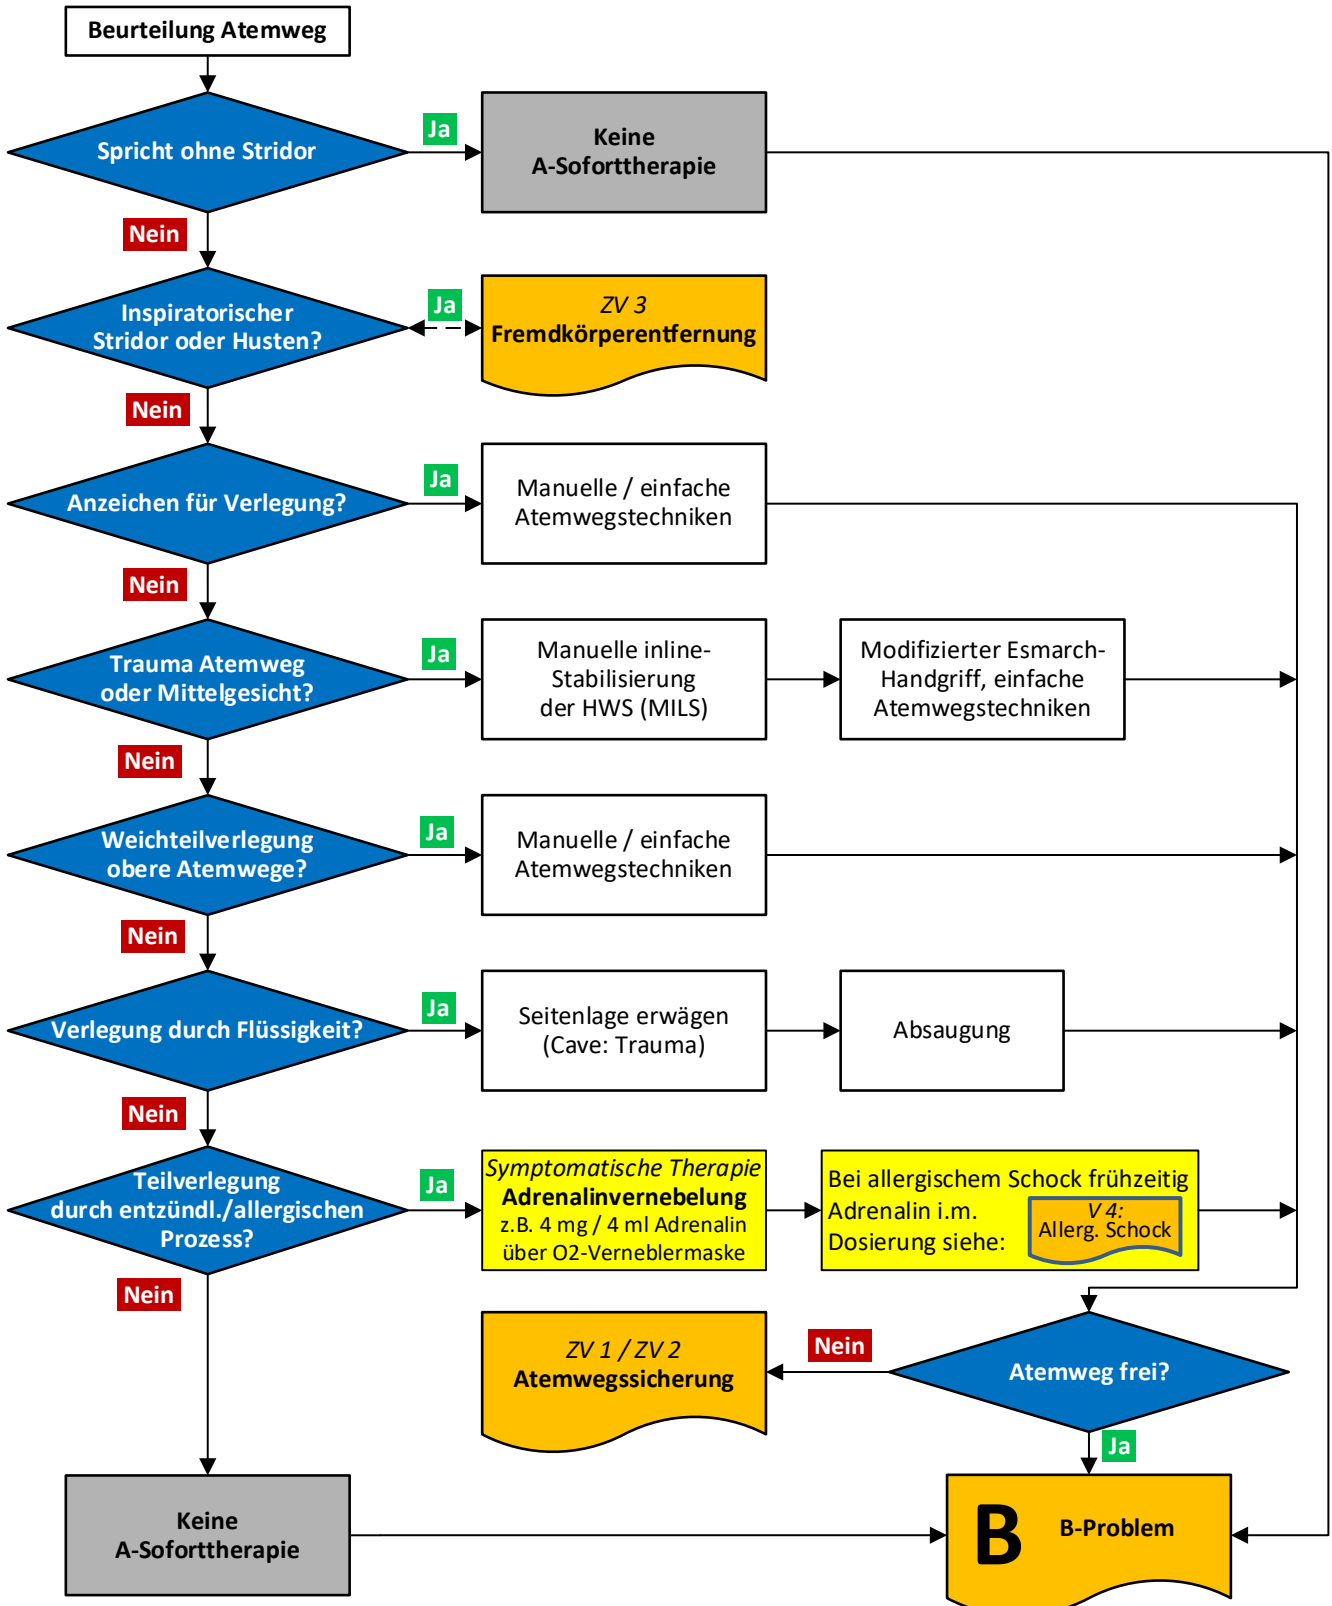 Beurteilung Atemweg
Spricht ohne Stridor
Ja
Keine
A-Soforttherapie
Nein
Inspiratorischer
Stridor oder Husten?
Ja
ZV 3
Fremdkörperentfernung
Nein
Anzeichen für Verlegung?
Ja
Manuelle / einfache
Atemwegstechniken
Nein
Trauma Atemweg
oder Mittelgesicht?
Ja
Manuelle inline-
Stabilisierung
der HWS (MILS)
Modifizierter Esmarch-
Handgriff, einfache
Atemwegstechniken
Nein
Weichteilverlegung
obere Atemwege?
Ja
Manuelle / einfache
Atemwegstechniken
Nein
Verlegung durch Flüssigkeit?
Ja
Seitenlage erwägen
(Cave: Trauma)
Absaugung
Nein
Teilverlegung
durch entzündl./allergischen
Prozess?
Ja
Symptomatische Therapie
Adrenalinvernebelung
z.B. 4 mg / 4 ml Adrenalin
über O2-Verneblermaske
Bei allergischem Schock frühzeitig
Adrenalin i.m.
Dosierung siehe:
V 4:
Allerg. Schock
Nein
ZV 1 / ZV 2
Atemwegssicherung
Nein
Atemweg frei?
Ja
Keine
A-Soforttherapie
B
B-Problem